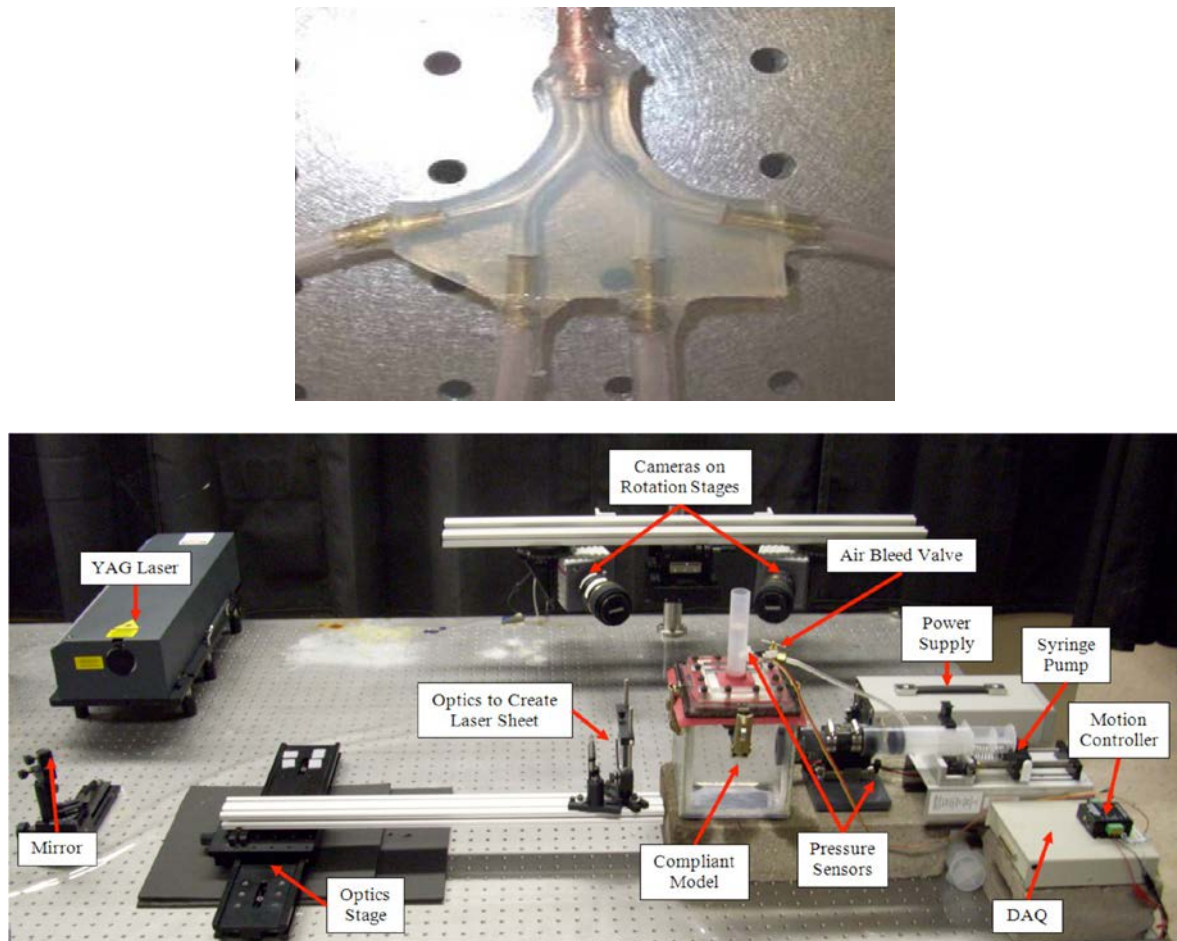 Cameras on
Rotation Stages
YAG Laser
Air Bleed Valve
Power
Supply
Syringe
Pump
Optics to Create
Laser Sheet
Motion
Controller
Mirror
Optics
Stage
Compliant
Model
Pressure
Sensors
DAQ